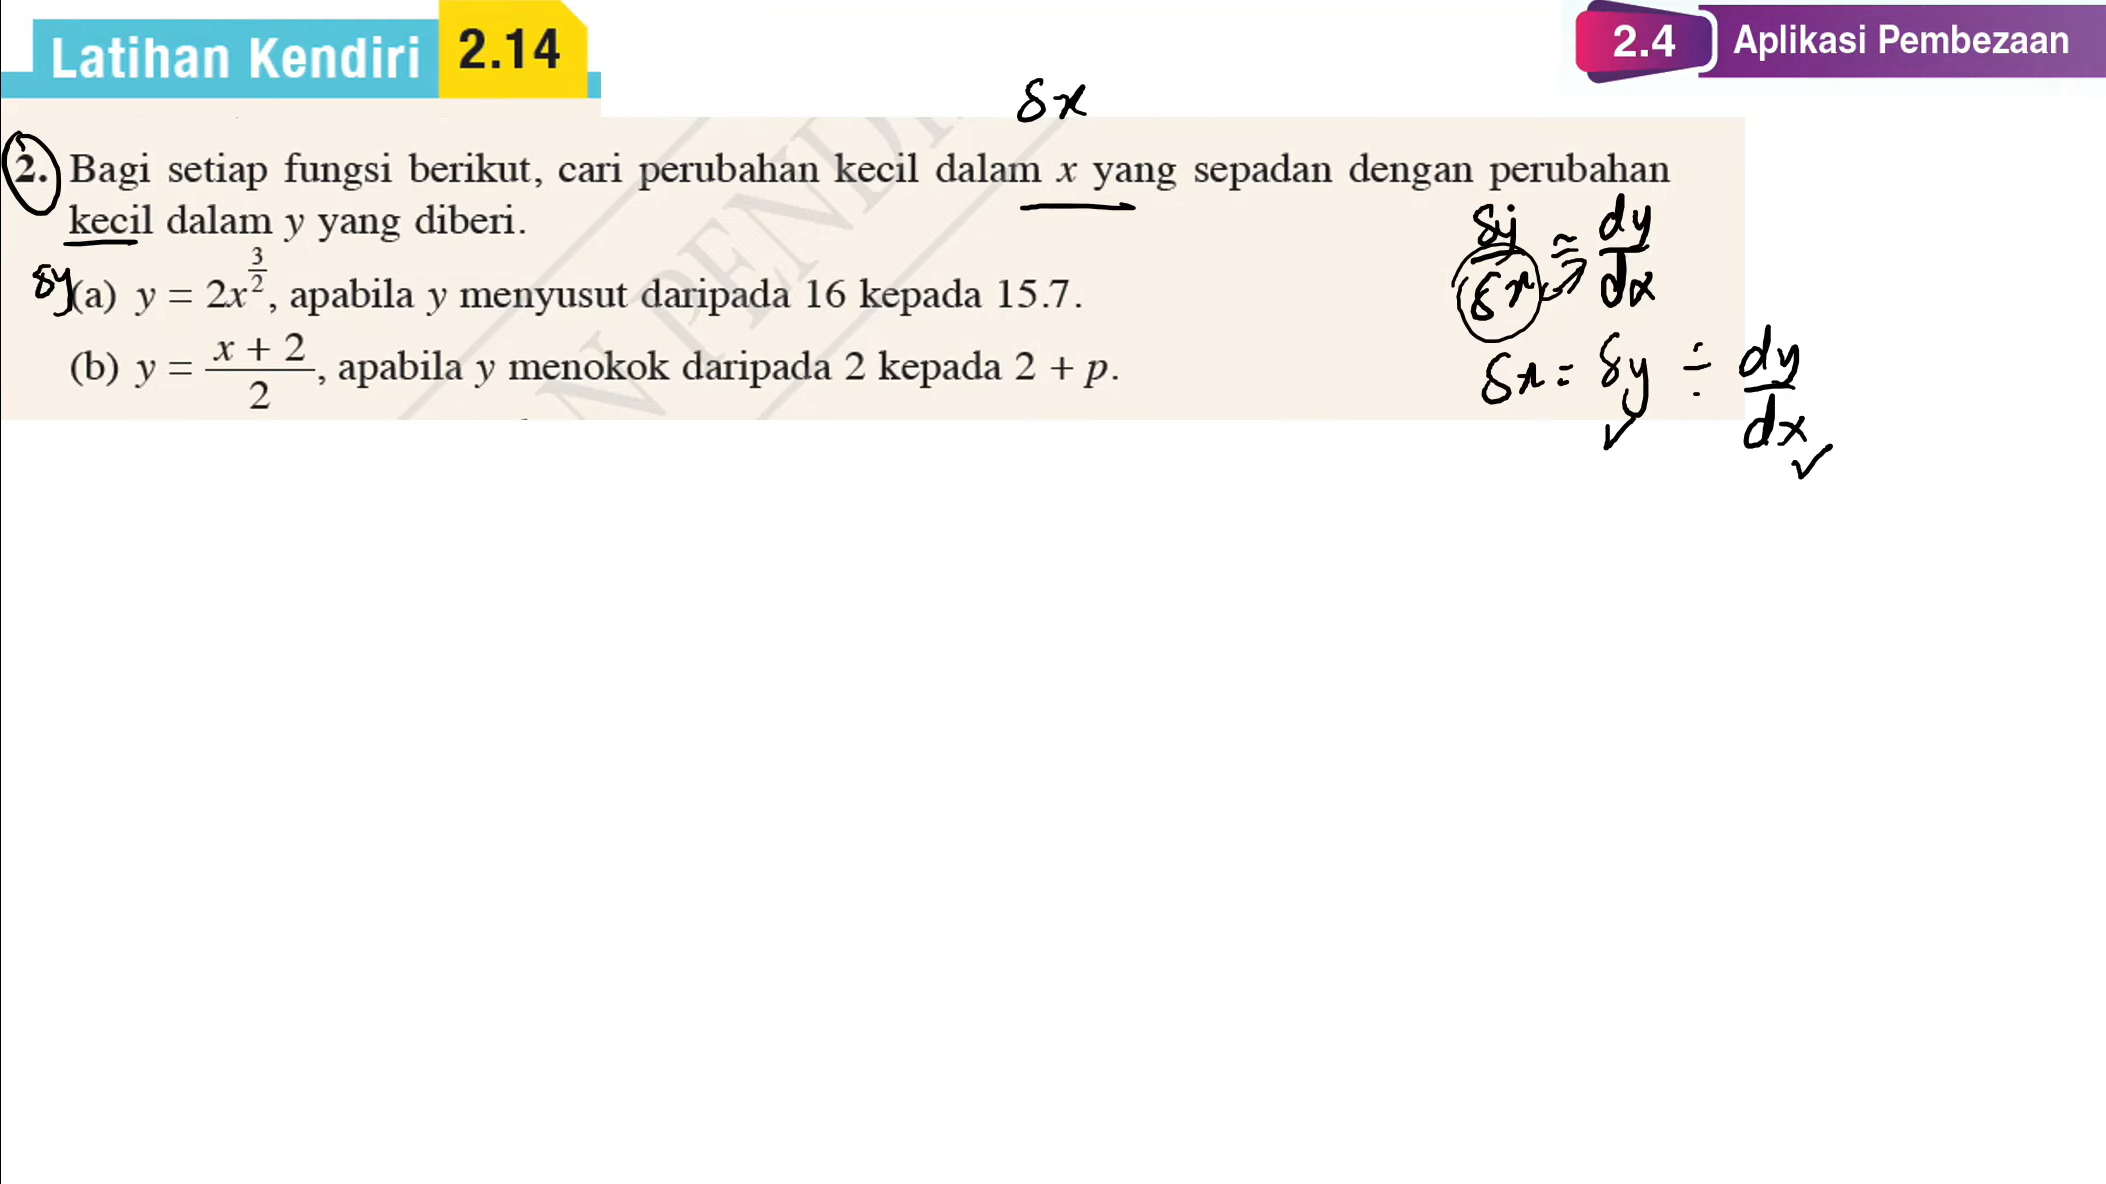 Latihan Kendiri 2.14
2.4 Aplikasi Pembezaan
δx
2. Bagi setiap fungsi berikut, cari perubahan kecil dalam x yang sepadan dengan perubahan
kecil dalam y yang diberi.
δy
(a) y = 2x^(3/2), apabila y menyusut daripada 16 kepada 15.7.
(b) y = (x + 2)/2, apabila y menokok daripada 2 kepada 2 + p.
δy/δx ≈ dy/dx
δx = δy ÷ dy/dx